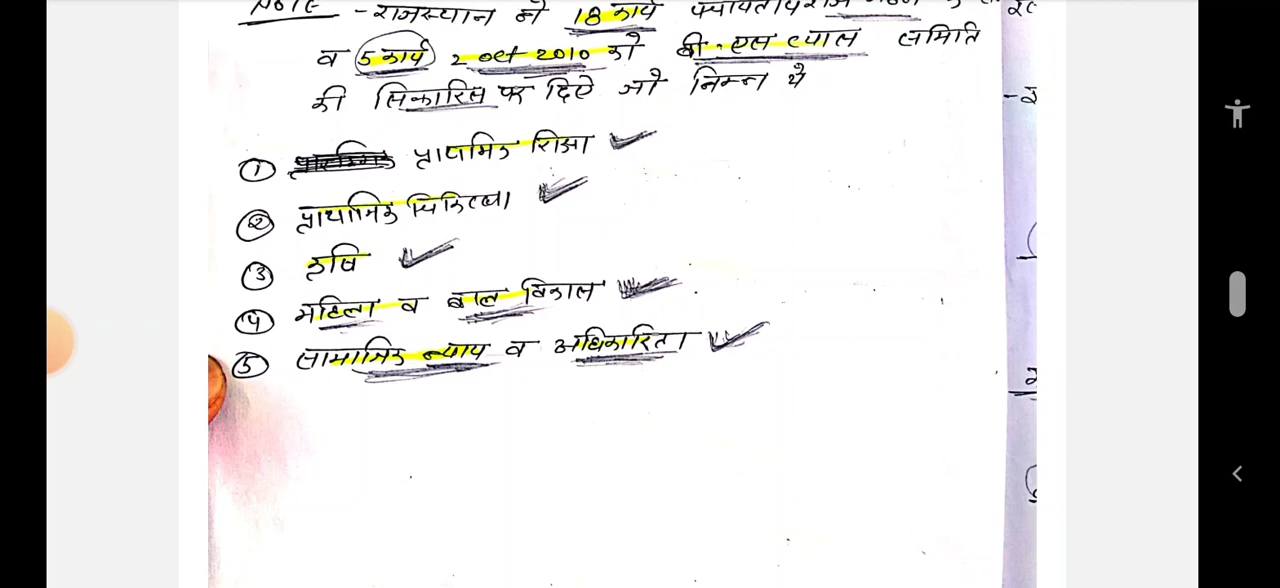 NOTE - राजस्थान ने 18 कार्य पंचायतीराज
व 5 कार्य 2 oct 2010 को बी.एस व्यास समिति
की सिफारिस पर दिऐ जो निम्न थे
① प्राथमिक शिक्षा
② प्राथमिक चिकित्सा
③ कृषि
④ महिला व बाल विकास
⑤ सामाजिक न्याय व अधिकारिता